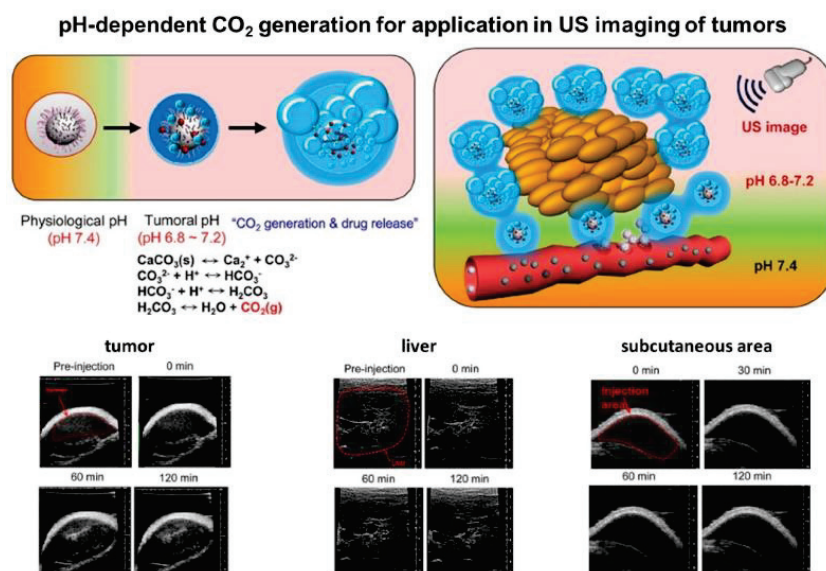 pH-dependent CO₂ generation for application in US imaging of tumors
Physiological pH
(pH 7.4)
Tumoral pH
(pH 6.8 ~ 7.2)
"CO₂ generation & drug release"
CaCO₃(s) ↔ Ca₂⁺ + CO₃²⁻
CO₃²⁻ + H⁺ ↔ HCO₃⁻
HCO₃⁻ + H⁺ ↔ H₂CO₃
H₂CO₃ ↔ H₂O + CO₂(g)
US image
pH 6.8-7.2
pH 7.4
tumor
Pre-injection
0 min
60 min
120 min
liver
Pre-injection
0 min
60 min
120 min
subcutaneous area
0 min
30 min
Injection
area
60 min
120 min